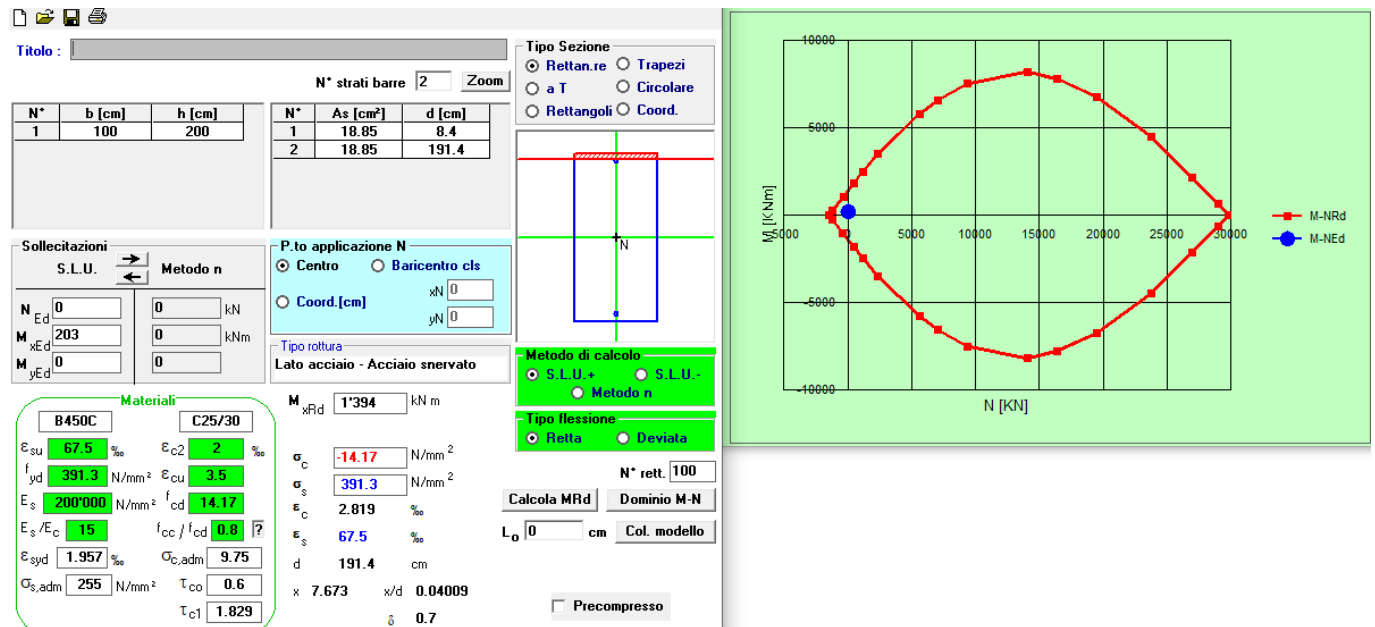 Titolo :
N° strati barre 2 Zoom
N° b [cm] h [cm]
1 100 200
N° As [cm²] d [cm]
1 18.85 8.4
2 18.85 191.4
Tipo Sezione
Rettan.re Trapezi
a T Circolare
Rettangoli Coord.
N
Sollecitazioni
S.L.U. Metodo n
N Ed 0 0 kN
M xEd 203 0 kNm
M yEd 0 0
P.to applicazione N
Centro Baricentro cls
Coord.[cm] xN 0
yN 0
Tipo rottura
Lato acciaio - Acciaio snervato
Metodo di calcolo
S.L.U.+ S.L.U.-
Metodo n
Tipo flessione
Retta Deviata
N° rett. 100
Calcola MRd Dominio M-N
L o 0 cm Col. modello
Precompresso
Materiali
B450C C25/30
εsu 67.5 ‰ εc2 2 ‰
fyd 391.3 N/mm² εcu 3.5
Es 200'000 N/mm² fcd 14.17
Es/Ec 15 fcc / fcd 0.8 ?
εsyd 1.957 ‰ σc,adm 9.75
σs,adm 255 N/mm² τco 0.6
τc1 1.829
M xRd 1'394 kN m
σc -14.17 N/mm²
σs 391.3 N/mm²
εc 2.819 ‰
εs 67.5 ‰
d 191.4 cm
x 7.673 x/d 0.04009
δ 0.7
10000
5000
M [KNm]
-5000 0 5000 10000 15000 20000 25000 30000
-5000
-10000
N [KN]
M-NRd
M-NEd